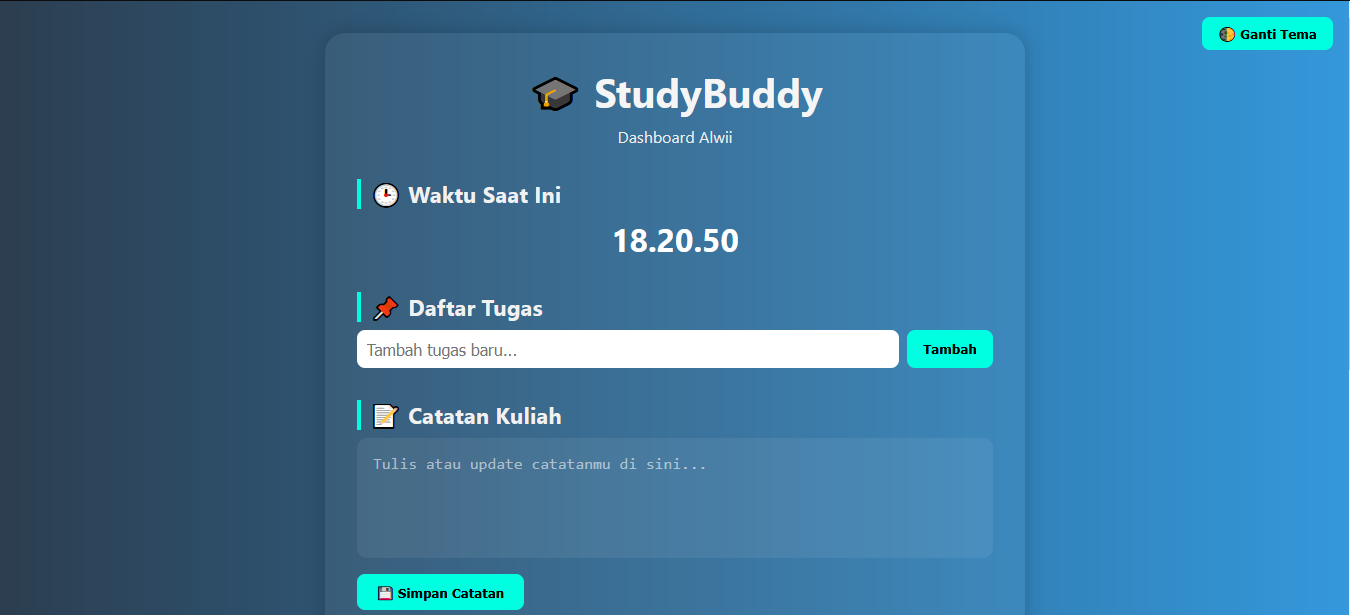 Ganti Tema
StudyBuddy
Dashboard Alwii
Waktu Saat Ini
18.20.50
Daftar Tugas
Tambah tugas baru...
Tambah
Catatan Kuliah
Tulis atau update catatanmu di sini...
Simpan Catatan